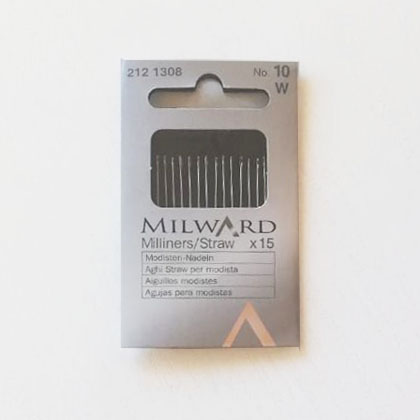 212 1308
No. 10
W
MILWARD
Milliners/Straw x15
Modisten-Nadeln
Aghi Straw per modista
Aiguilles modistes
Agujas para modistas